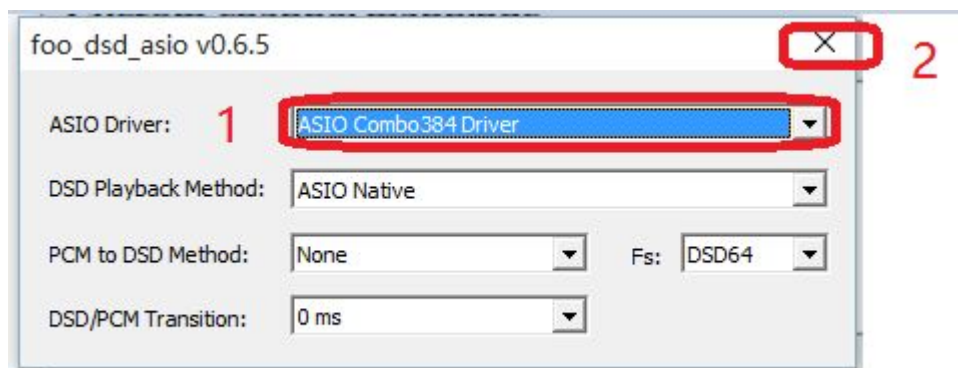 foo_dsd_asio v0.6.5
2
ASIO Driver: 1 ASIO Combo384 Driver
DSD Playback Method: ASIO Native
PCM to DSD Method: None Fs: DSD64
DSD/PCM Transition: 0 ms